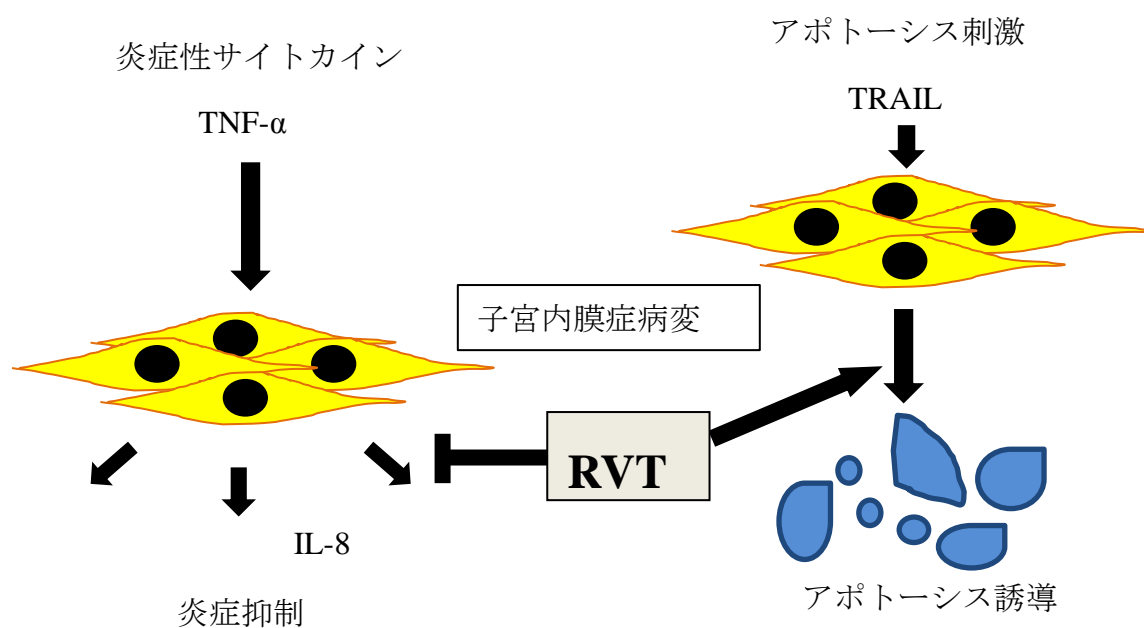 炎症性サイトカイン
TNF-α
アポトーシス刺激
TRAIL
子宮内膜症病変
RVT
IL-8
炎症抑制
アポトーシス誘導